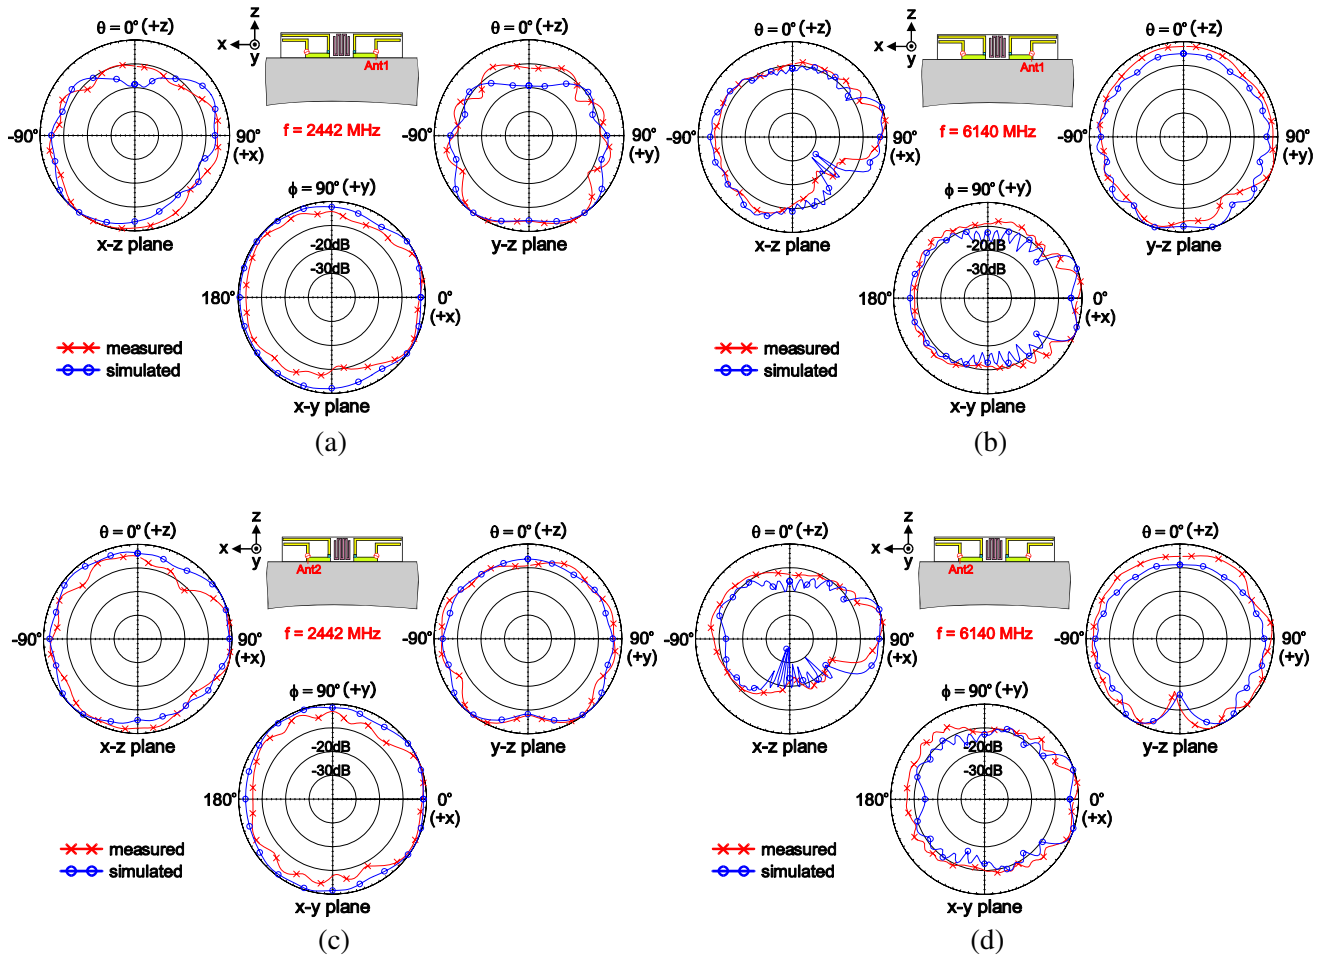 θ = 0° (+z)
z
x
y
Ant1
θ = 0° (+z)
-90°
90°
(+x)
f = 2442 MHz
-90°
90°
(+y)
x-z plane
ϕ = 90° (+y)
y-z plane
-20dB
-30dB
180°
0°
(+x)
measured
simulated
x-y plane
(a)
θ = 0° (+z)
z
x
y
Ant1
θ = 0° (+z)
-90°
90°
(+x)
f = 6140 MHz
-90°
90°
(+y)
x-z plane
ϕ = 90° (+y)
y-z plane
-20dB
-30dB
180°
0°
(+x)
measured
simulated
x-y plane
(b)
θ = 0° (+z)
z
x
y
Ant2
θ = 0° (+z)
-90°
90°
(+x)
f = 2442 MHz
-90°
90°
(+y)
x-z plane
ϕ = 90° (+y)
y-z plane
-20dB
-30dB
180°
0°
(+x)
measured
simulated
x-y plane
(c)
θ = 0° (+z)
z
x
y
Ant2
θ = 0° (+z)
-90°
90°
(+x)
f = 6140 MHz
-90°
90°
(+y)
x-z plane
ϕ = 90° (+y)
y-z plane
-20dB
-30dB
180°
0°
(+x)
measured
simulated
x-y plane
(d)